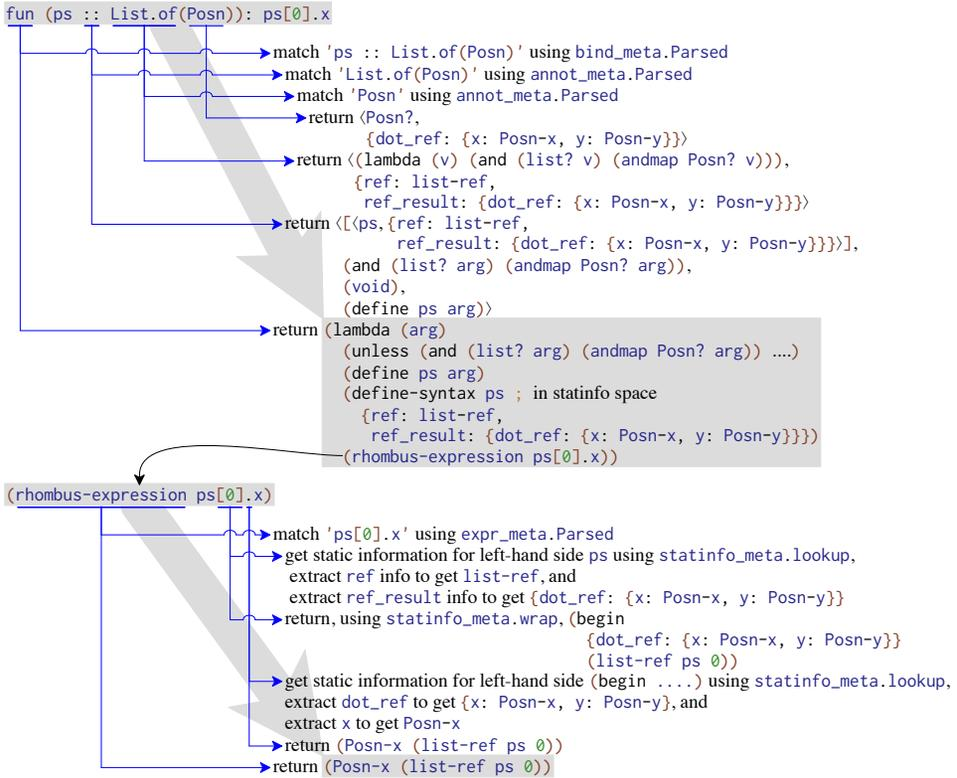 fun (ps :: List.of(Posn)): ps[0].x
match 'ps :: List.of(Posn)' using bind_meta.Parsed
match 'List.of(Posn)' using annot_meta.Parsed
match 'Posn' using annot_meta.Parsed
return ⟨Posn?,
{dot_ref: {x: Posn-x, y: Posn-y}}⟩
return ⟨(lambda (v) (and (list? v) (andmap Posn? v))),
{ref: list-ref,
ref_result: {dot_ref: {x: Posn-x, y: Posn-y}}}⟩
return ⟨[⟨ps,{ref: list-ref,
ref_result: {dot_ref: {x: Posn-x, y: Posn-y}}}⟩],
(and (list? arg) (andmap Posn? arg)),
(void),
(define ps arg)⟩
return (lambda (arg)
(unless (and (list? arg) (andmap Posn? arg)) ....)
(define ps arg)
(define-syntax ps ; in statinfo space
{ref: list-ref,
ref_result: {dot_ref: {x: Posn-x, y: Posn-y}}})
(rhombus-expression ps[0].x))
(rhombus-expression ps[0].x)
match 'ps[0].x' using expr_meta.Parsed
get static information for left-hand side ps using statinfo_meta.lookup,
extract ref info to get list-ref, and
extract ref_result info to get {dot_ref: {x: Posn-x, y: Posn-y}}
return, using statinfo_meta.wrap, (begin
{dot_ref: {x: Posn-x, y: Posn-y}}
(list-ref ps 0))
get static information for left-hand side (begin ....) using statinfo_meta.lookup,
extract dot_ref to get {x: Posn-x, y: Posn-y}, and
extract x to get Posn-x
return (Posn-x (list-ref ps 0))
return (Posn-x (list-ref ps 0))